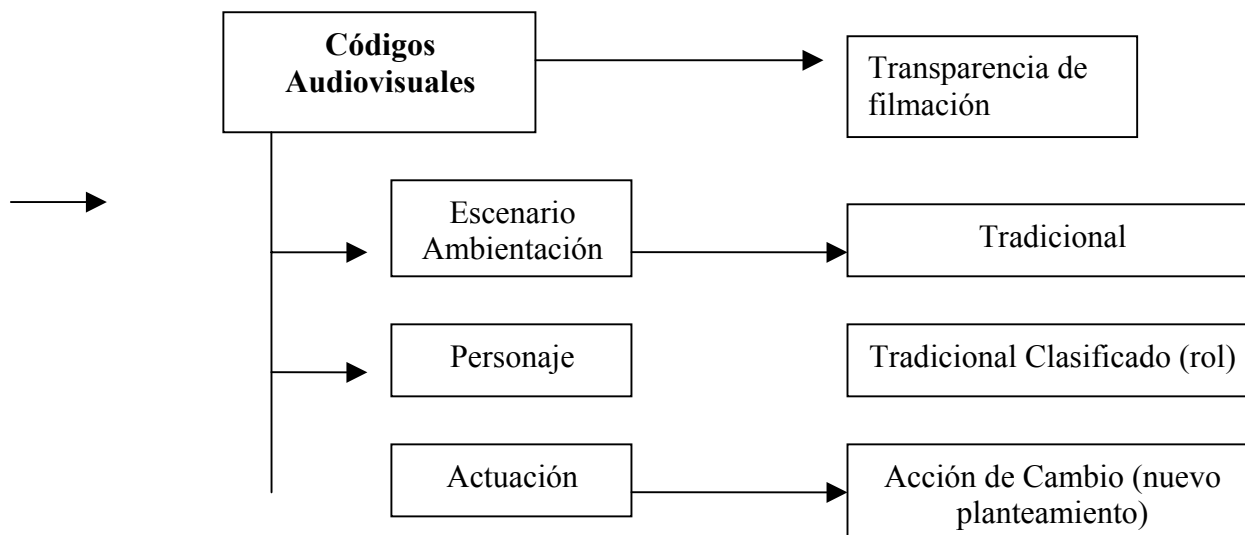 Códigos
Audiovisuales
Transparencia de
filmación
Escenario
Ambientación
Tradicional
Personaje
Tradicional Clasificado (rol)
Actuación
Acción de Cambio (nuevo
planteamiento)